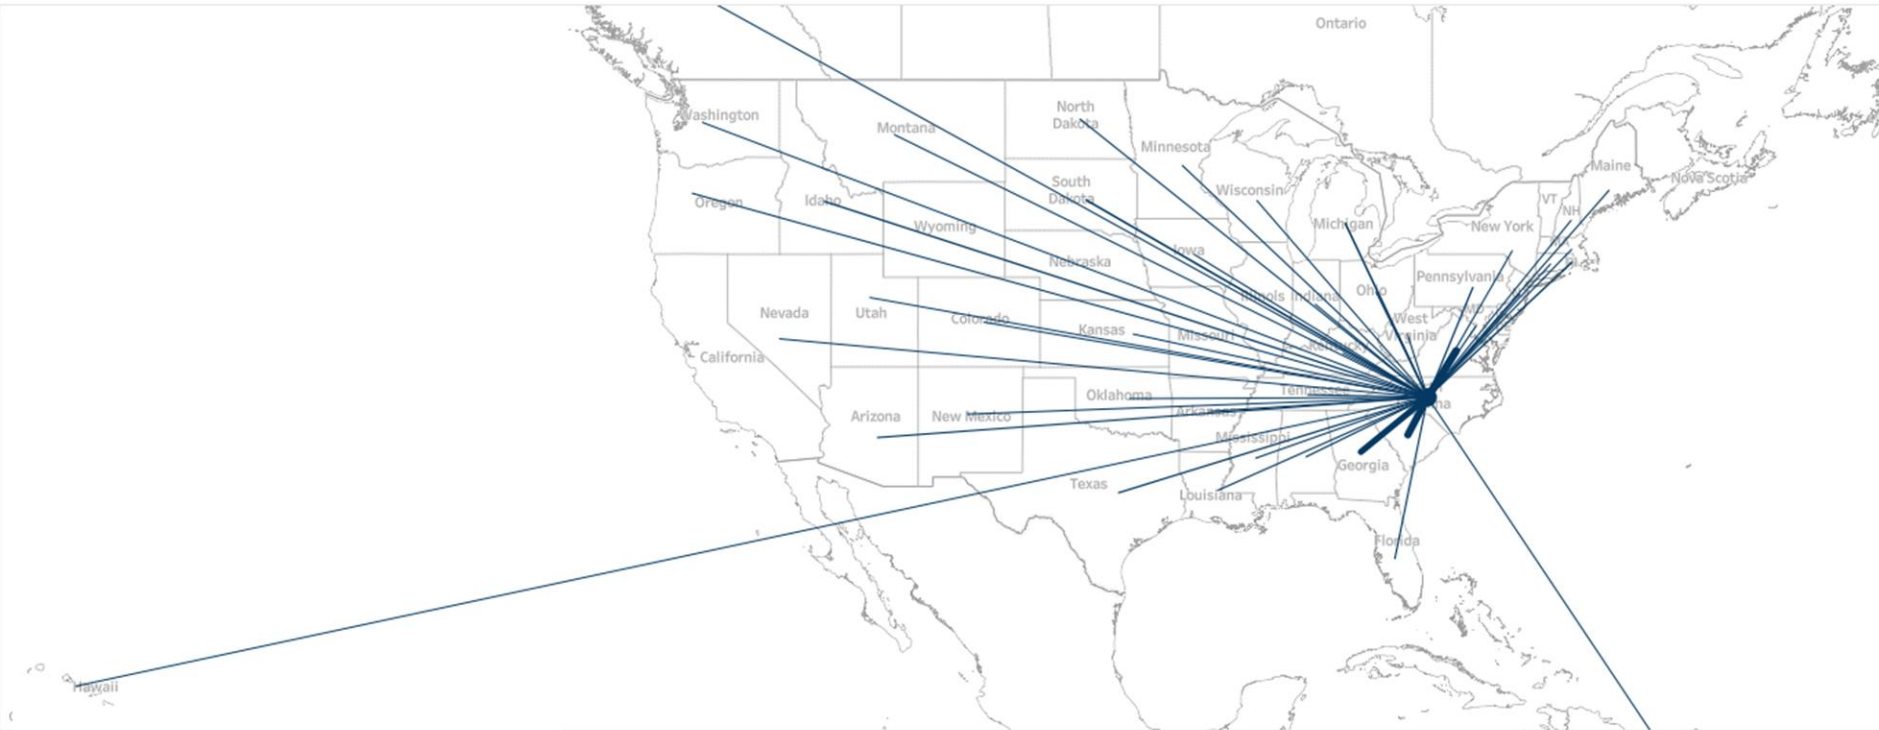 Ontario
Washington
Montana
North
Dakota
Minnesota
Maine
Nova Scotia
Oregon
Idaho
South
Dakota
Wisconsin
VT
NH
Wyoming
Michigan
New York
Iowa
Nebraska
Pennsylvania
Illinois
Indiana
Ohio
MD
Nevada
Utah
Colorado
Kansas
Missouri
West
Virginia
Kentucky
California
Oklahoma
Tennessee
Arizona
New Mexico
Arkansas
Mississippi
Georgia
Texas
Louisiana
Florida
Hawaii